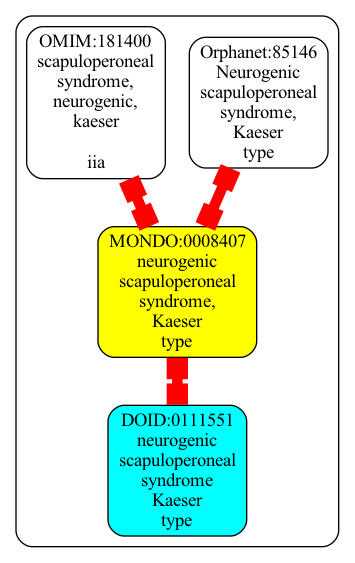 OMIM:181400
scapuloperoneal
syndrome,
neurogenic,
kaeser
iia
Orphanet:85146
Neurogenic
scapuloperoneal
syndrome,
Kaeser
type
MONDO:0008407
neurogenic
scapuloperoneal
syndrome,
Kaeser
type
DOID:0111551
neurogenic
scapuloperoneal
syndrome
Kaeser
type